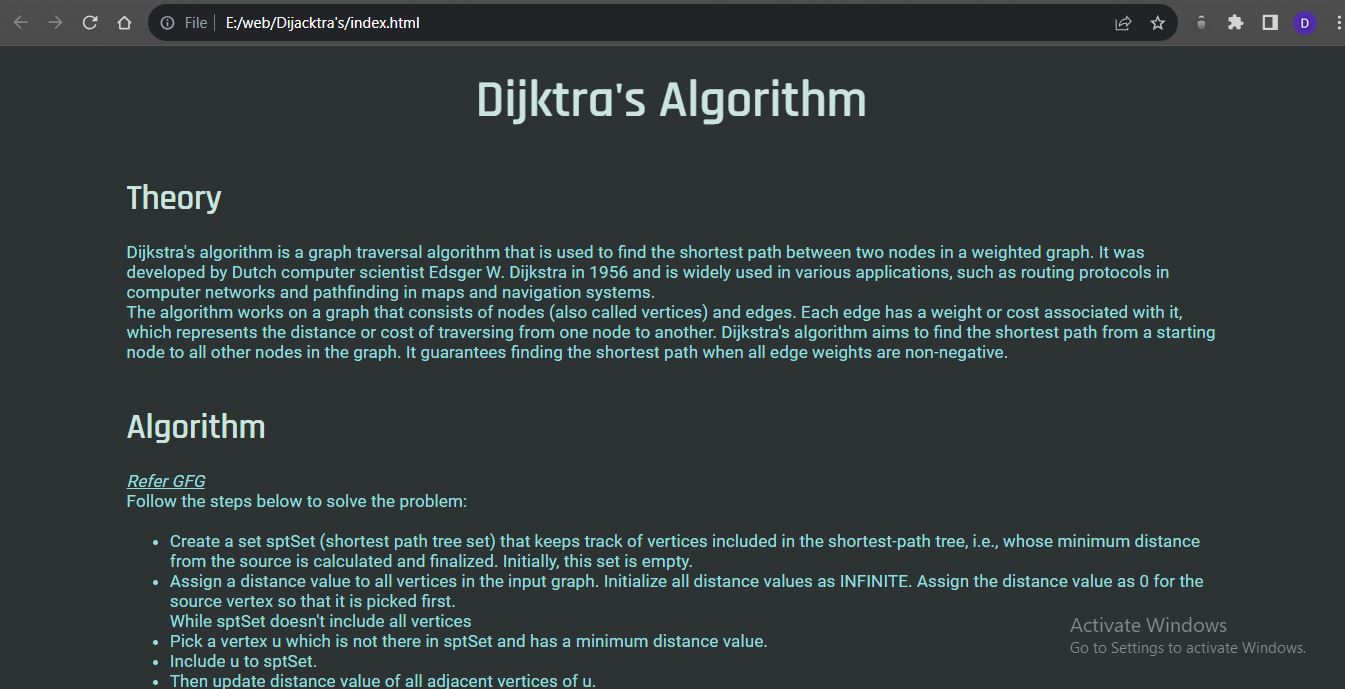 File
E:/web/Dijacktra's/index.html
D
Dijktra's Algorithm
Theory
Dijkstra's algorithm is a graph traversal algorithm that is used to find the shortest path between two nodes in a weighted graph. It was
developed by Dutch computer scientist Edsger W. Dijkstra in 1956 and is widely used in various applications, such as routing protocols in
computer networks and pathfinding in maps and navigation systems.
The algorithm works on a graph that consists of nodes (also called vertices) and edges. Each edge has a weight or cost associated with it,
which represents the distance or cost of traversing from one node to another. Dijkstra's algorithm aims to find the shortest path from a starting
node to all other nodes in the graph. It guarantees finding the shortest path when all edge weights are non-negative.
Algorithm
Refer GFG
Follow the steps below to solve the problem:
• Create a set sptSet (shortest path tree set) that keeps track of vertices included in the shortest-path tree, i.e., whose minimum distance
from the source is calculated and finalized. Initially, this set is empty.
• Assign a distance value to all vertices in the input graph. Initialize all distance values as INFINITE. Assign the distance value as 0 for the
source vertex so that it is picked first.
While sptSet doesn't include all vertices
• Pick a vertex u which is not there in sptSet and has a minimum distance value.
• Include u to sptSet.
• Then update distance value of all adjacent vertices of u.
Activate Windows
Go to Settings to activate Windows.